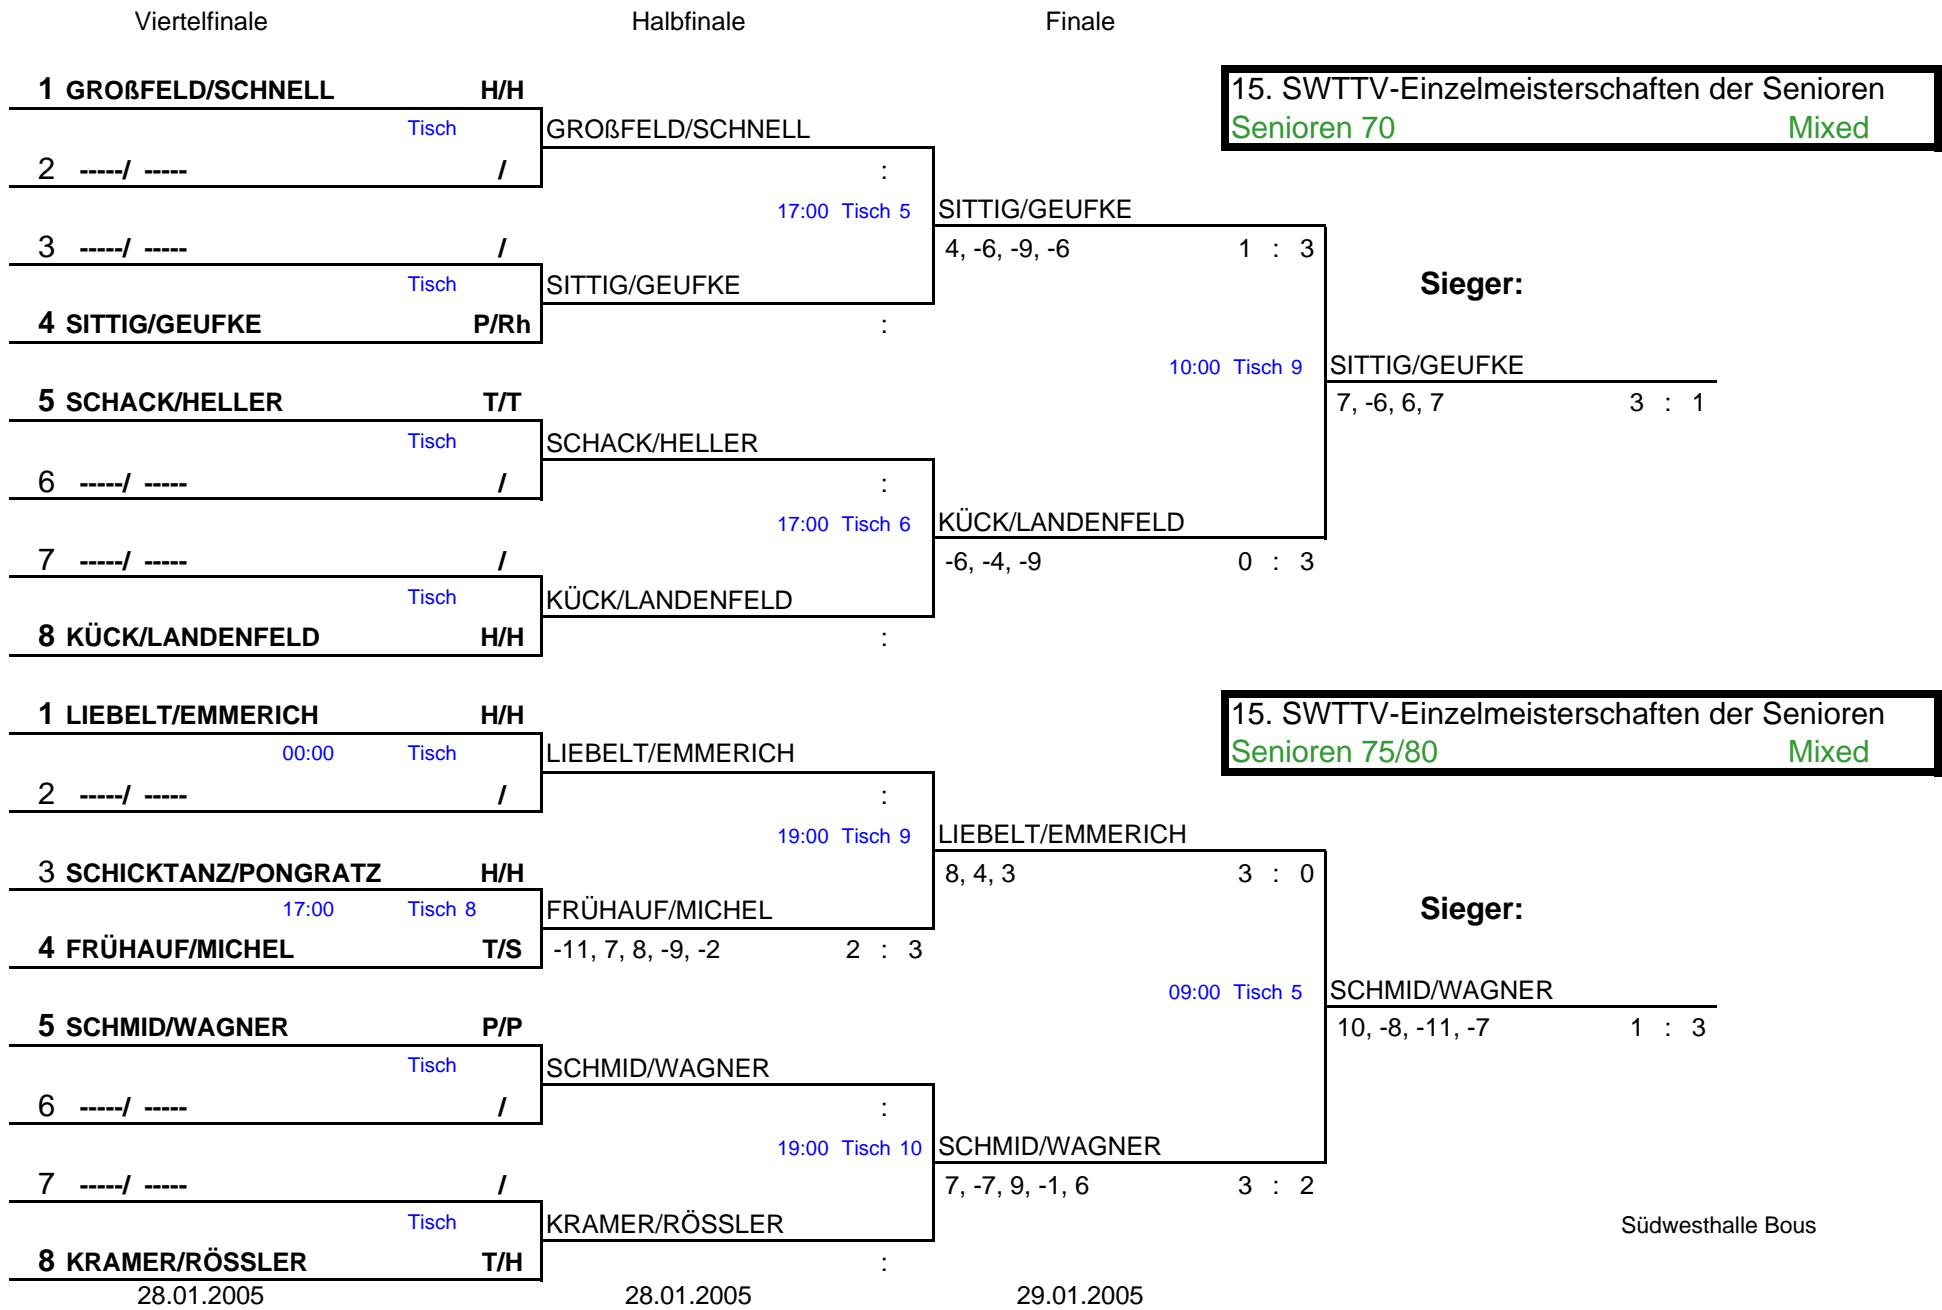 Viertelfinale Halbfinale Finale
1 GROßFELD/SCHNELL H/H
15. SWTTV-Einzelmeisterschaften der Senioren
Tisch GROßFELD/SCHNELL
Senioren 70 Mixed
2 -----/ ----- / :
17:00 Tisch 5 SITTIG/GEUFKE
3 -----/ ----- / 4, -6, -9, -6 1 : 3
Tisch SITTIG/GEUFKE Sieger:
4 SITTIG/GEUFKE P/Rh :
10:00 Tisch 9 SITTIG/GEUFKE
5 SCHACK/HELLER T/T 7, -6, 6, 7 3 : 1
Tisch SCHACK/HELLER
6 -----/ ----- / :
17:00 Tisch 6 KÜCK/LANDENFELD
7 -----/ ----- / -6, -4, -9 0 : 3
Tisch KÜCK/LANDENFELD
8 KÜCK/LANDENFELD H/H :
1 LIEBELT/EMMERICH H/H
15. SWTTV-Einzelmeisterschaften der Senioren
00:00 Tisch LIEBELT/EMMERICH
Senioren 75/80 Mixed
2 -----/ ----- / :
19:00 Tisch 9 LIEBELT/EMMERICH
3 SCHICKTANZ/PONGRATZ H/H 8, 4, 3 3 : 0
17:00 Tisch 8 FRÜHAUF/MICHEL Sieger:
4 FRÜHAUF/MICHEL T/S -11, 7, 8, -9, -2 2 : 3
09:00 Tisch 5 SCHMID/WAGNER
5 SCHMID/WAGNER P/P 10, -8, -11, -7 1 : 3
Tisch SCHMID/WAGNER
6 -----/ ----- / :
19:00 Tisch 10 SCHMID/WAGNER
7 -----/ ----- / 7, -7, 9, -1, 6 3 : 2
Tisch KRAMER/RÖSSLER Südwesthalle Bous
8 KRAMER/RÖSSLER T/H :
28.01.2005 28.01.2005 29.01.2005